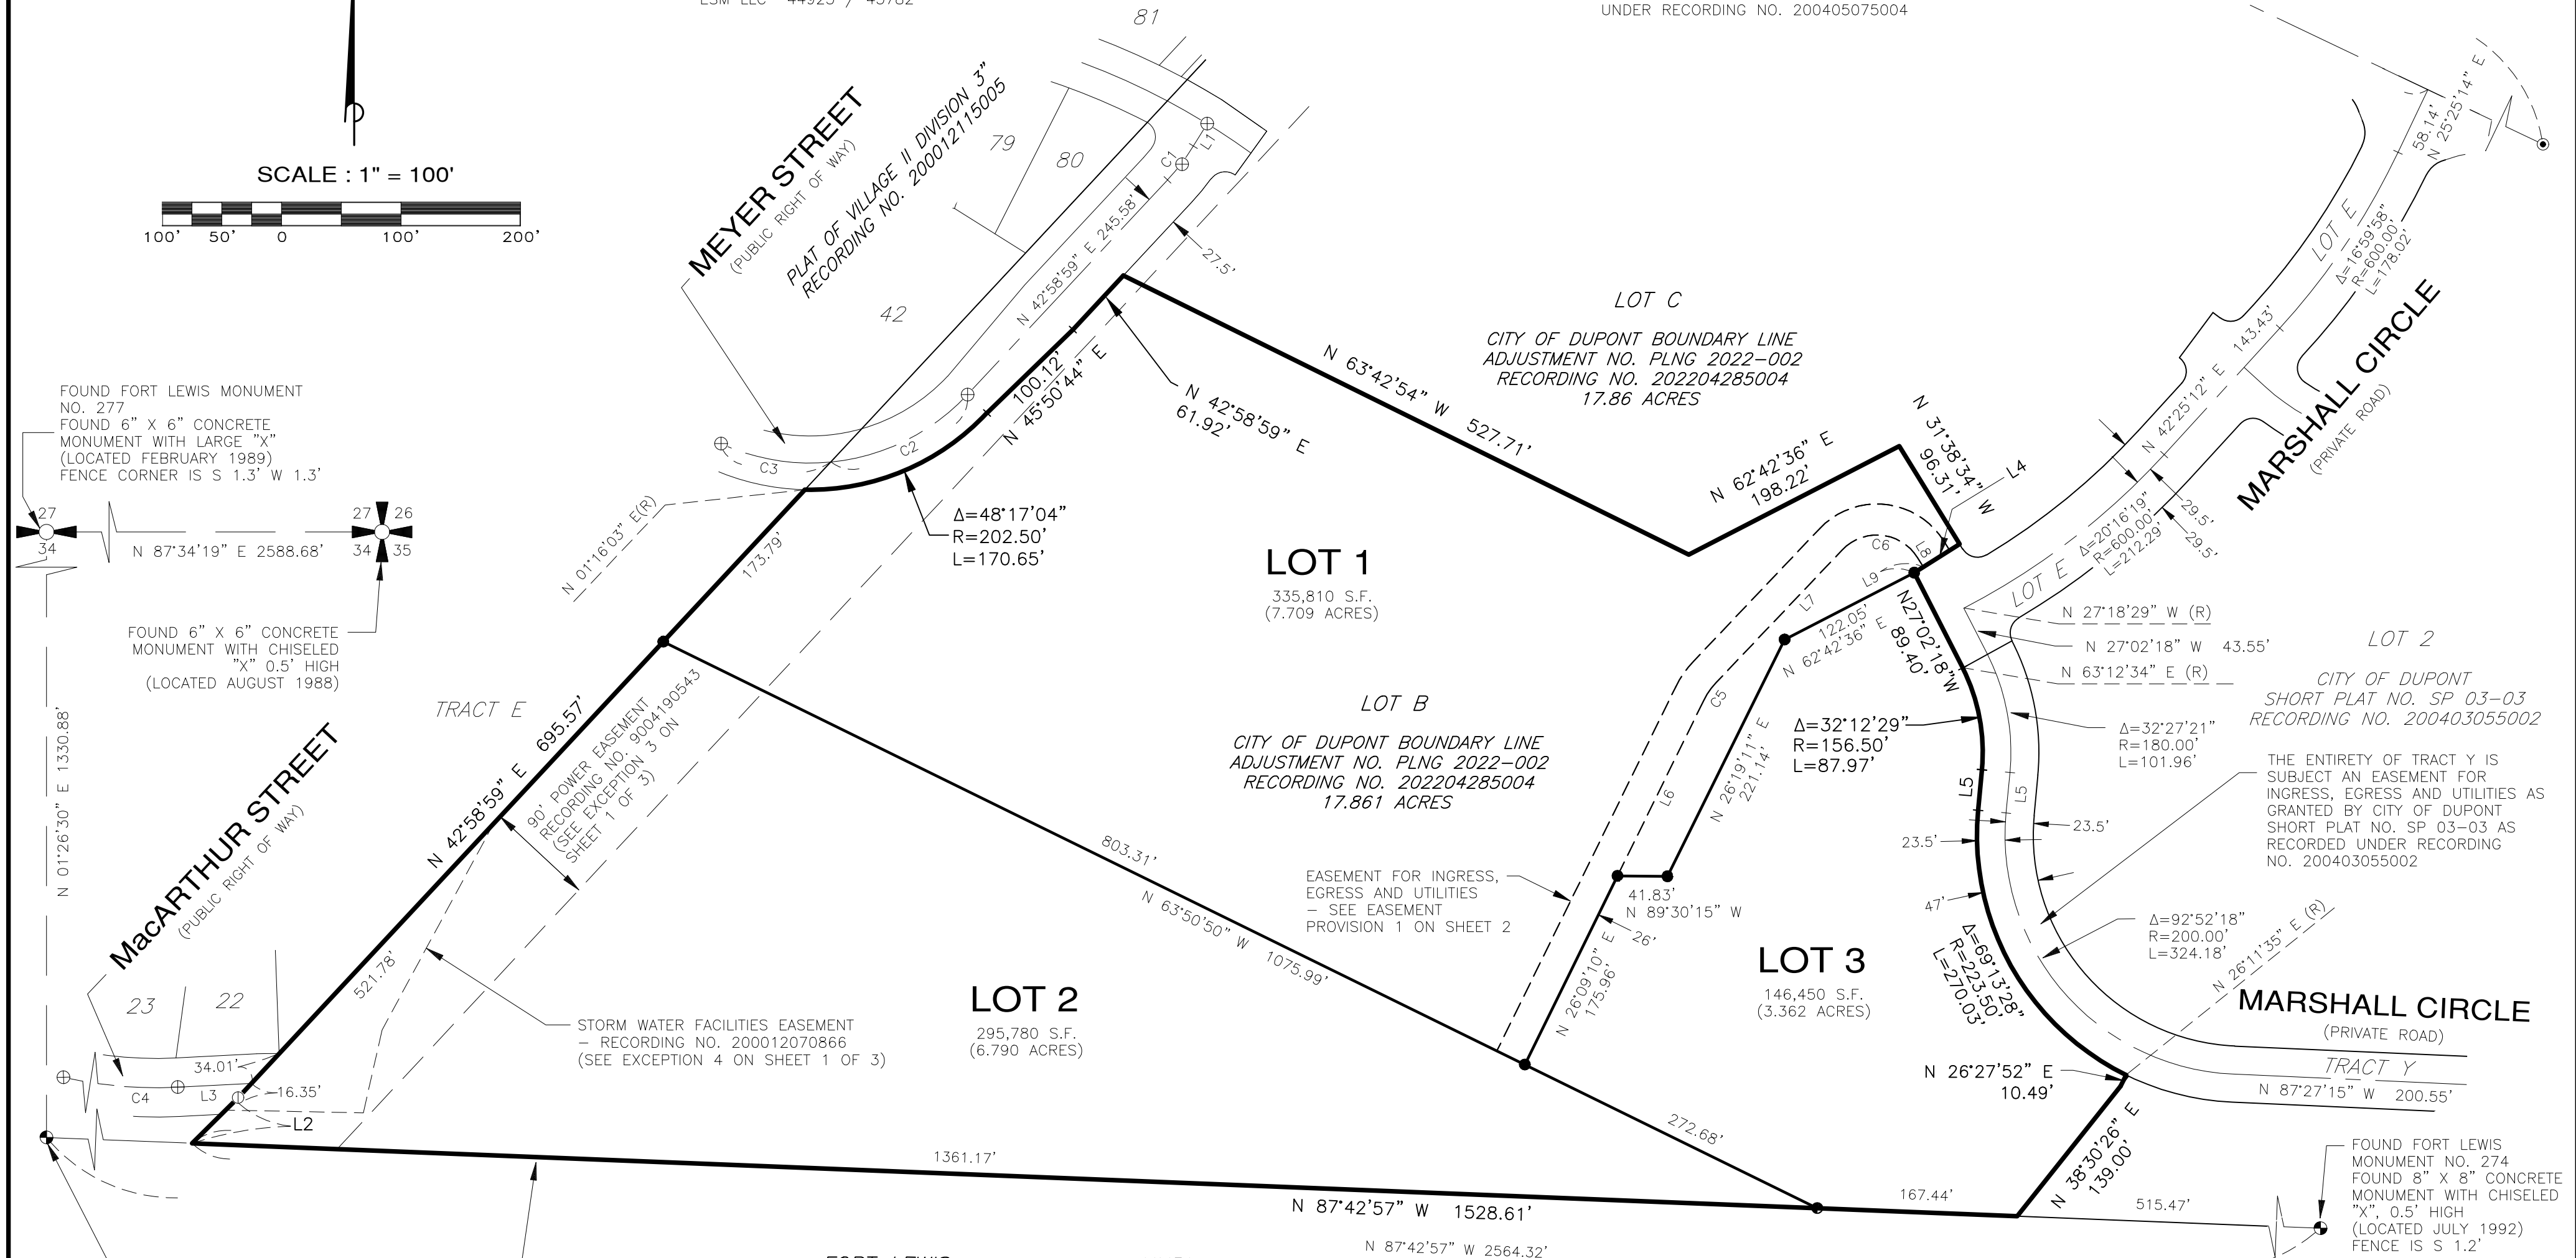 UNDER RECORDING NO. 200405075004
81
SCALE : 1" = 100'
100' 50' 0 100' 200'
MEYER STREET
(PUBLIC RIGHT OF WAY)
PLAT OF VILLAGE II DIVISION 3"
RECORDING NO. 200012115005
79
80
42
C1
L1
N 42°58'59" E 245.58'
27.5'
C3
C2
100.12'
N 45°50'44" E
N 42°58'59" E
61.92'
Δ=48°17'04"
R=202.50'
L=170.65'
N 01°16'03" E(R)
173.79'
FOUND FORT LEWIS MONUMENT
NO. 277
FOUND 6" X 6" CONCRETE
MONUMENT WITH LARGE "X"
(LOCATED FEBRUARY 1989)
FENCE CORNER IS S 1.3' W 1.3'
27
34
27 26
34 35
N 87°34'19" E 2588.68'
FOUND 6" X 6" CONCRETE
MONUMENT WITH CHISELED
"X" 0.5' HIGH
(LOCATED AUGUST 1988)
N 01°26'30" E 1330.88'
LOT C
CITY OF DUPONT BOUNDARY LINE
ADJUSTMENT NO. PLNG 2022-002
RECORDING NO. 202204285004
17.86 ACRES
N 63°42'54" W 527.71'
N 62°42'36" E
198.22'
N 31°38'34" W
96.31'
L4
LOT 1
335,810 S.F.
(7.709 ACRES)
C6
L8
L9
L7
122.05'
N 62°42'36" E
N27°02'18"W
89.40'
58.14'
N 25°25'14" E
LOT E
Δ=16°59'58"
R=600.00'
L=178.02'
N 42°25'12" E 143.43'
MARSHALL CIRCLE
(PRIVATE ROAD)
29.5'
29.5'
Δ=20°16'19"
R=600.00'
L=212.29'
LOT E
N 27°18'29" W (R)
N 27°02'18" W 43.55'
N 63°12'34" E (R)
LOT 2
CITY OF DUPONT
SHORT PLAT NO. SP 03-03
RECORDING NO. 200403055002
Δ=32°27'21"
R=180.00'
L=101.96'
Δ=32°12'29"
R=156.50'
L=87.97'
L5
L5
THE ENTIRETY OF TRACT Y IS
SUBJECT AN EASEMENT FOR
INGRESS, EGRESS AND UTILITIES AS
GRANTED BY CITY OF DUPONT
SHORT PLAT NO. SP 03-03 AS
RECORDED UNDER RECORDING
NO. 200403055002
23.5'
23.5'
47'
TRACT E
N 42°58'59" E 695.57'
90' POWER EASEMENT
RECORDING NO. 9004190543
(SEE EXCEPTION 3 ON
SHEET 1 OF 3)
LOT B
CITY OF DUPONT BOUNDARY LINE
ADJUSTMENT NO. PLNG 2022-002
RECORDING NO. 202204285004
17.861 ACRES
C5
L6
N 26°19'11" E
221.14'
803.31'
N 63°50'50" W 1075.99'
EASEMENT FOR INGRESS,
EGRESS AND UTILITIES
- SEE EASEMENT
PROVISION 1 ON SHEET 2
41.83'
N 89°30'15" W
26'
N 26°09'10" E
175.96'
LOT 3
146,450 S.F.
(3.362 ACRES)
Δ=69°13'28"
R=223.50'
L=270.03'
Δ=92°52'18"
R=200.00'
L=324.18'
N 26°11'35" E (R)
MARSHALL CIRCLE
(PRIVATE ROAD)
TRACT Y
N 87°27'15" W 200.55'
N 26°27'52" E
10.49'
N 38°30'26" E
139.00'
MacARTHUR STREET
(PUBLIC RIGHT OF WAY)
23
22
521.78'
34.01'
16.35'
C4
L3
L2
STORM WATER FACILITIES EASEMENT
- RECORDING NO. 200012070866
(SEE EXCEPTION 4 ON SHEET 1 OF 3)
LOT 2
295,780 S.F.
(6.790 ACRES)
272.68'
1361.17'
167.44'
515.47'
N 87°42'57" W 1528.61'
N 87°42'57" W 2564.32'
FOUND FORT LEWIS
MONUMENT NO. 274
FOUND 8" X 8" CONCRETE
MONUMENT WITH CHISELED
"X", 0.5' HIGH
(LOCATED JULY 1992)
FENCE IS S 1.2'